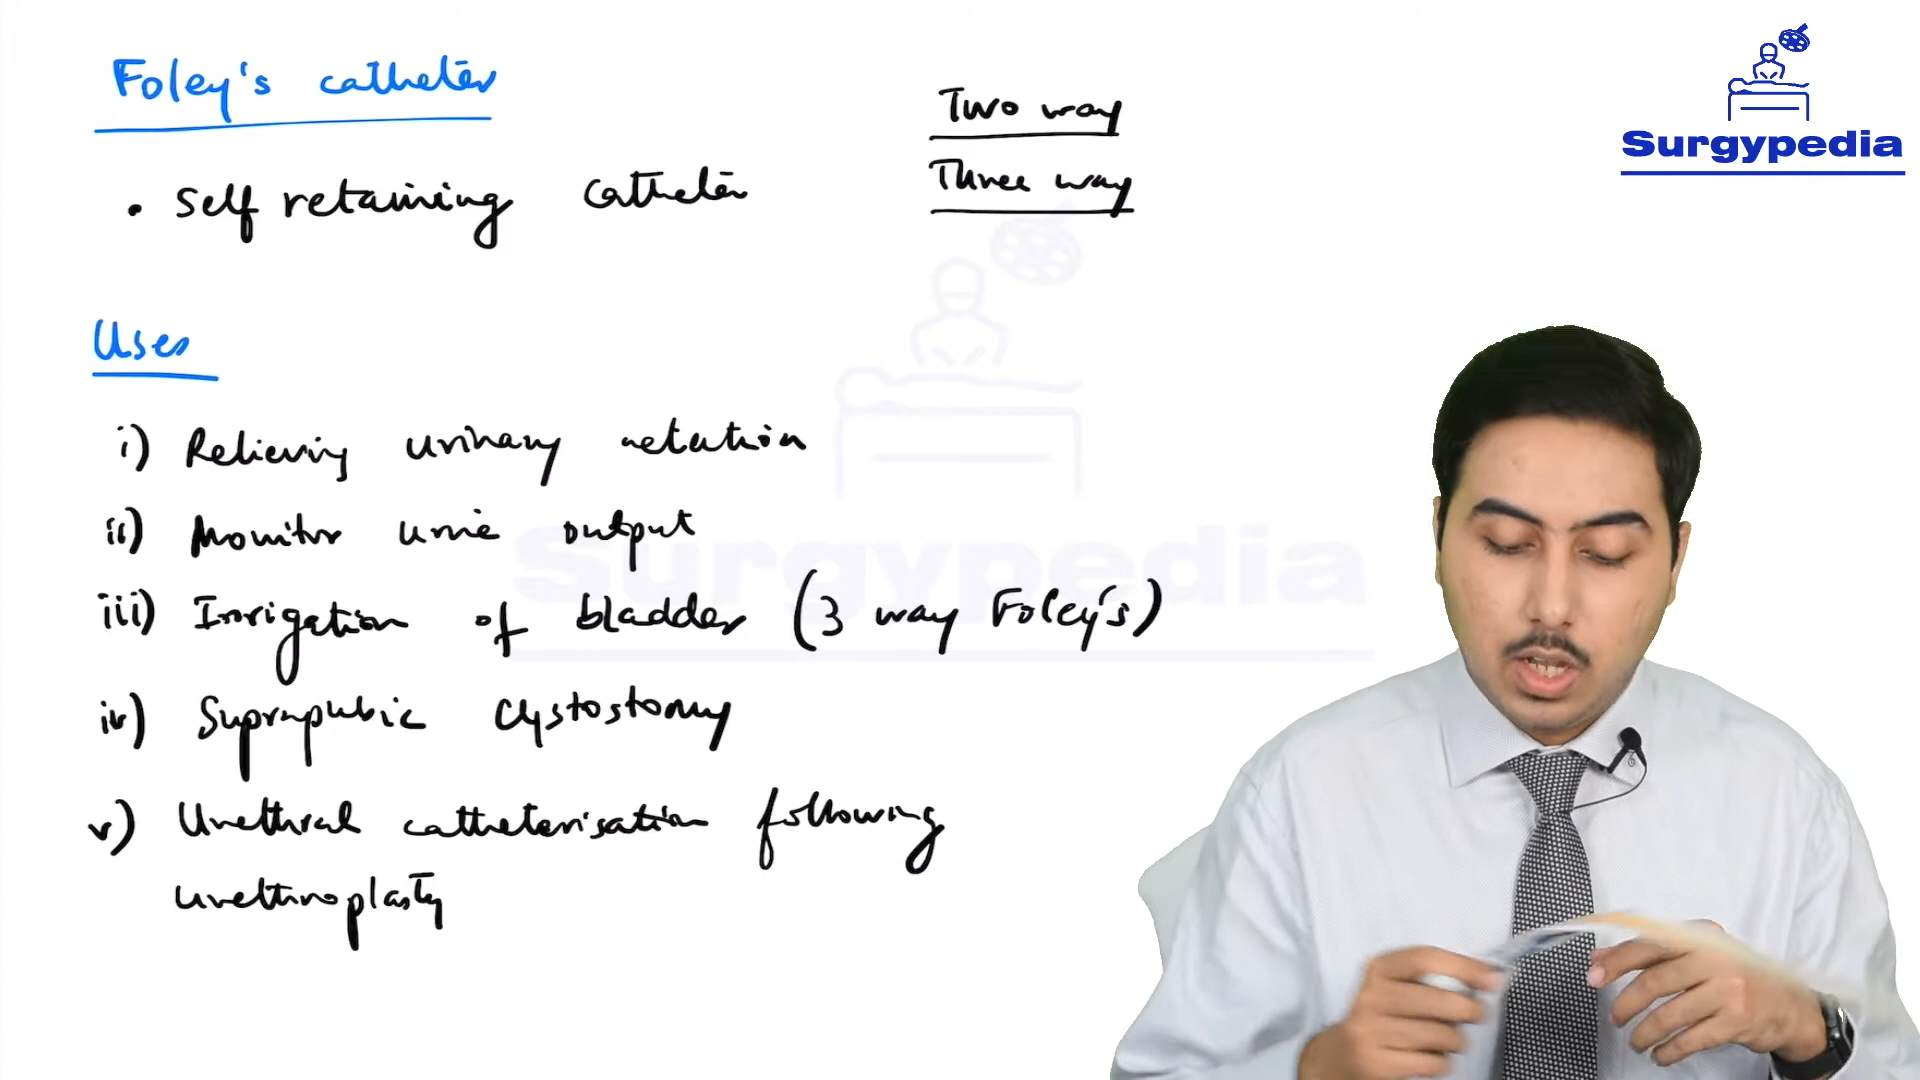 Foley's catheter
Two way
Three way
• Self retaining catheter
Uses
i) Relieving urinary retention
ii) Monitor urine output
iii) Irrigation of bladder (3 way Foley's)
iv) Suprapubic cystostomy
v) Urethral catheterisation following
urethroplasty
Surgypedia
Surgypedia